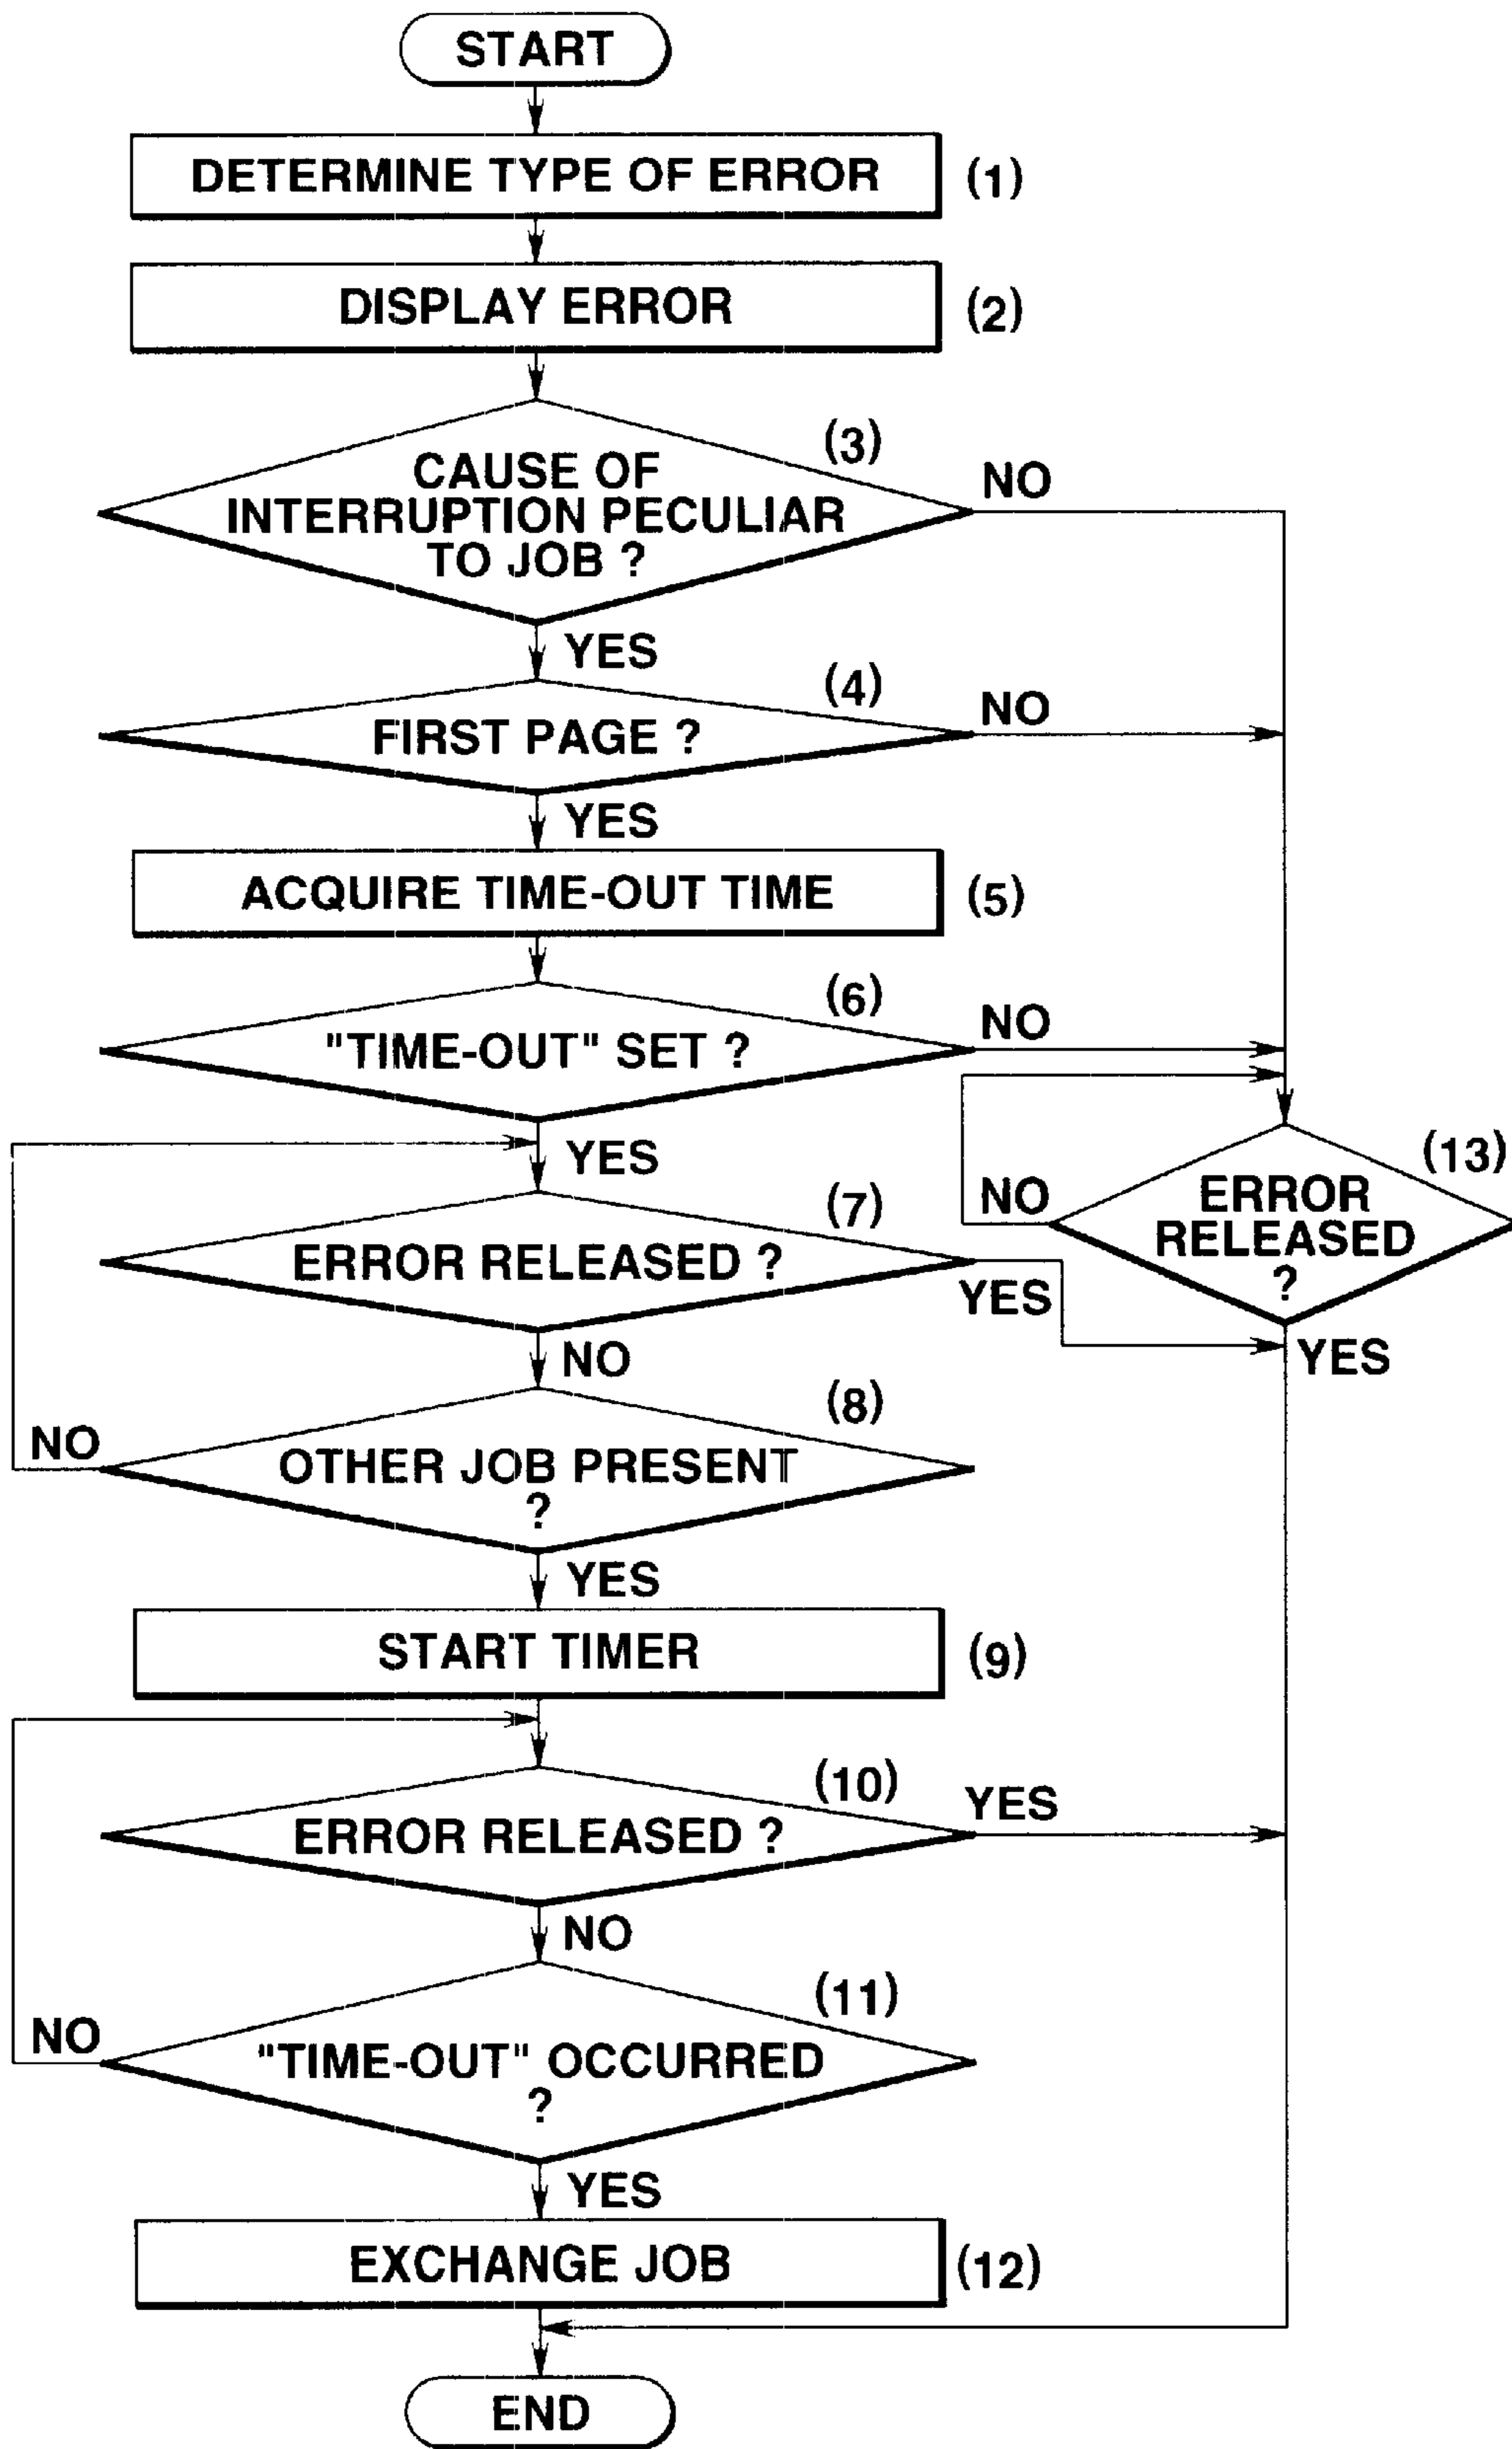 START
DETERMINE TYPE OF ERROR
(1)
DISPLAY ERROR
(2)
(3)
CAUSE OF
INTERRUPTION PECULIAR
TO JOB ?
NO
YES
(4)
FIRST PAGE ?
NO
YES
ACQUIRE TIME-OUT TIME
(5)
(6)
"TIME-OUT" SET ?
NO
YES
(7)
ERROR RELEASED ?
YES
NO
(13)
ERROR
RELEASED
?
NO
YES
(8)
OTHER JOB PRESENT
?
NO
YES
START TIMER
(9)
(10)
ERROR RELEASED ?
YES
NO
(11)
"TIME-OUT" OCCURRED
?
NO
YES
EXCHANGE JOB
(12)
END